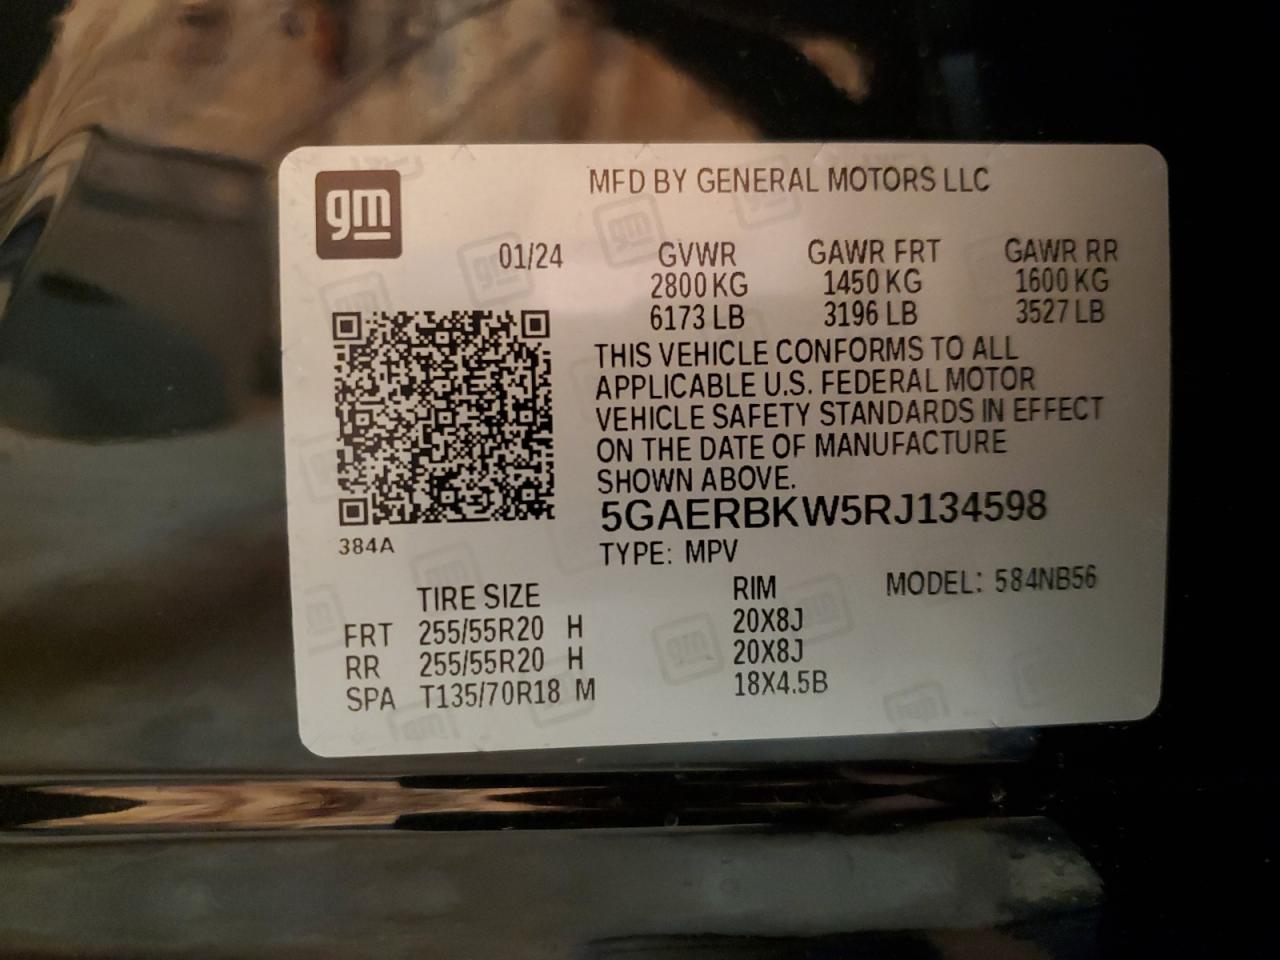 gm
MFD BY GENERAL MOTORS LLC
01/24 GVWR GAWR FRT GAWR RR
2800 KG 1450 KG 1600 KG
6173 LB 3196 LB 3527 LB
THIS VEHICLE CONFORMS TO ALL
APPLICABLE U.S. FEDERAL MOTOR
VEHICLE SAFETY STANDARDS IN EFFECT
ON THE DATE OF MANUFACTURE
SHOWN ABOVE.
5GAERBKW5RJ134598
384A
TYPE: MPV
TIRE SIZE RIM MODEL: 584NB56
FRT 255/55R20 H 20X8J
RR 255/55R20 H 20X8J
SPA T135/70R18 M 18X4.5B